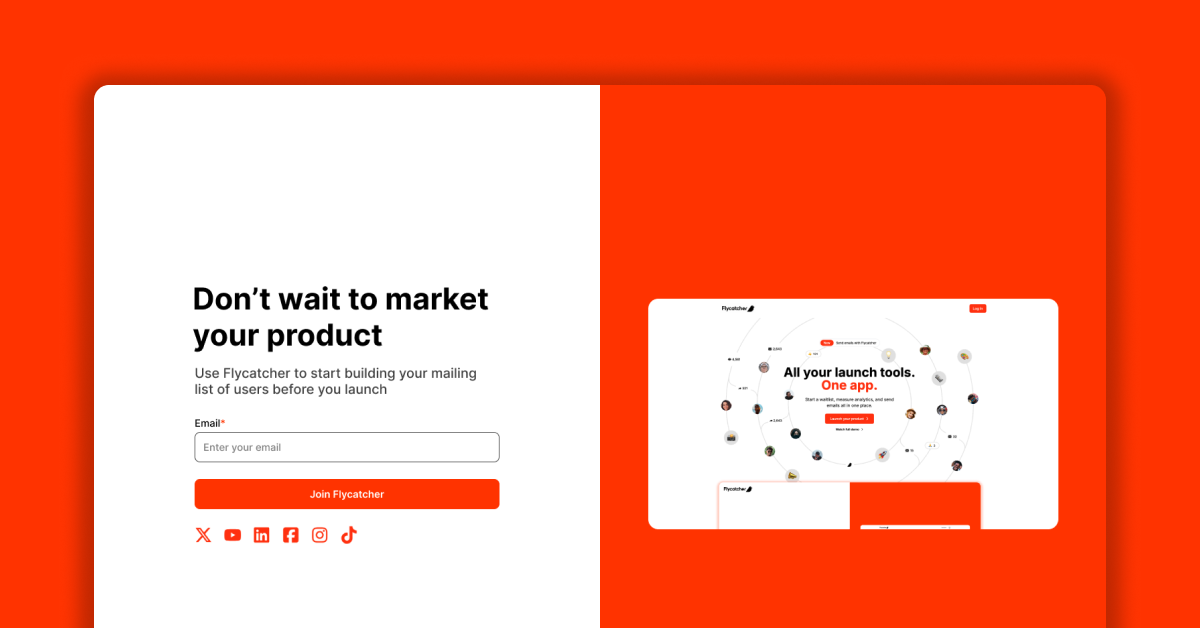 Don’t wait to market
your product
Use Flycatcher to start building your mailing
list of users before you launch
Email*
Enter your email
Join Flycatcher
Flycatcher
Log in
Send emails with Flycatcher
All your launch tools.
One app.
Start a waitlist, measure analytics, and send
emails all in one place.
Launch your product
Watch full demo
Flycatcher